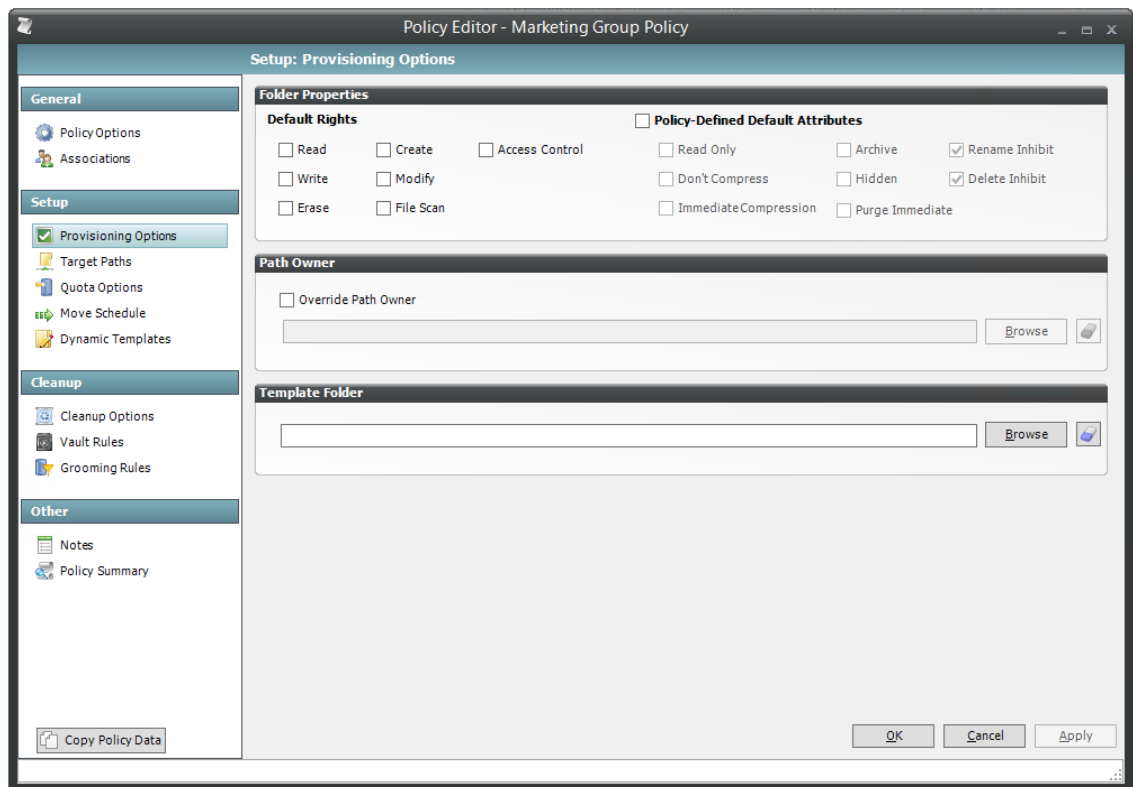 Policy Editor - Marketing Group Policy
Setup: Provisioning Options
General
Policy Options
Associations
Setup
Provisioning Options
Target Paths
Quota Options
Move Schedule
Dynamic Templates
Cleanup
Cleanup Options
Vault Rules
Grooming Rules
Other
Notes
Policy Summary
Copy Policy Data
Folder Properties
Default Rights
Read Create Access Control
Write Modify
Erase File Scan
Policy-Defined Default Attributes
Read Only Archive Rename Inhibit
Don't Compress Hidden Delete Inhibit
Immediate Compression Purge Immediate
Path Owner
Override Path Owner
Browse
Template Folder
Browse
OK Cancel Apply